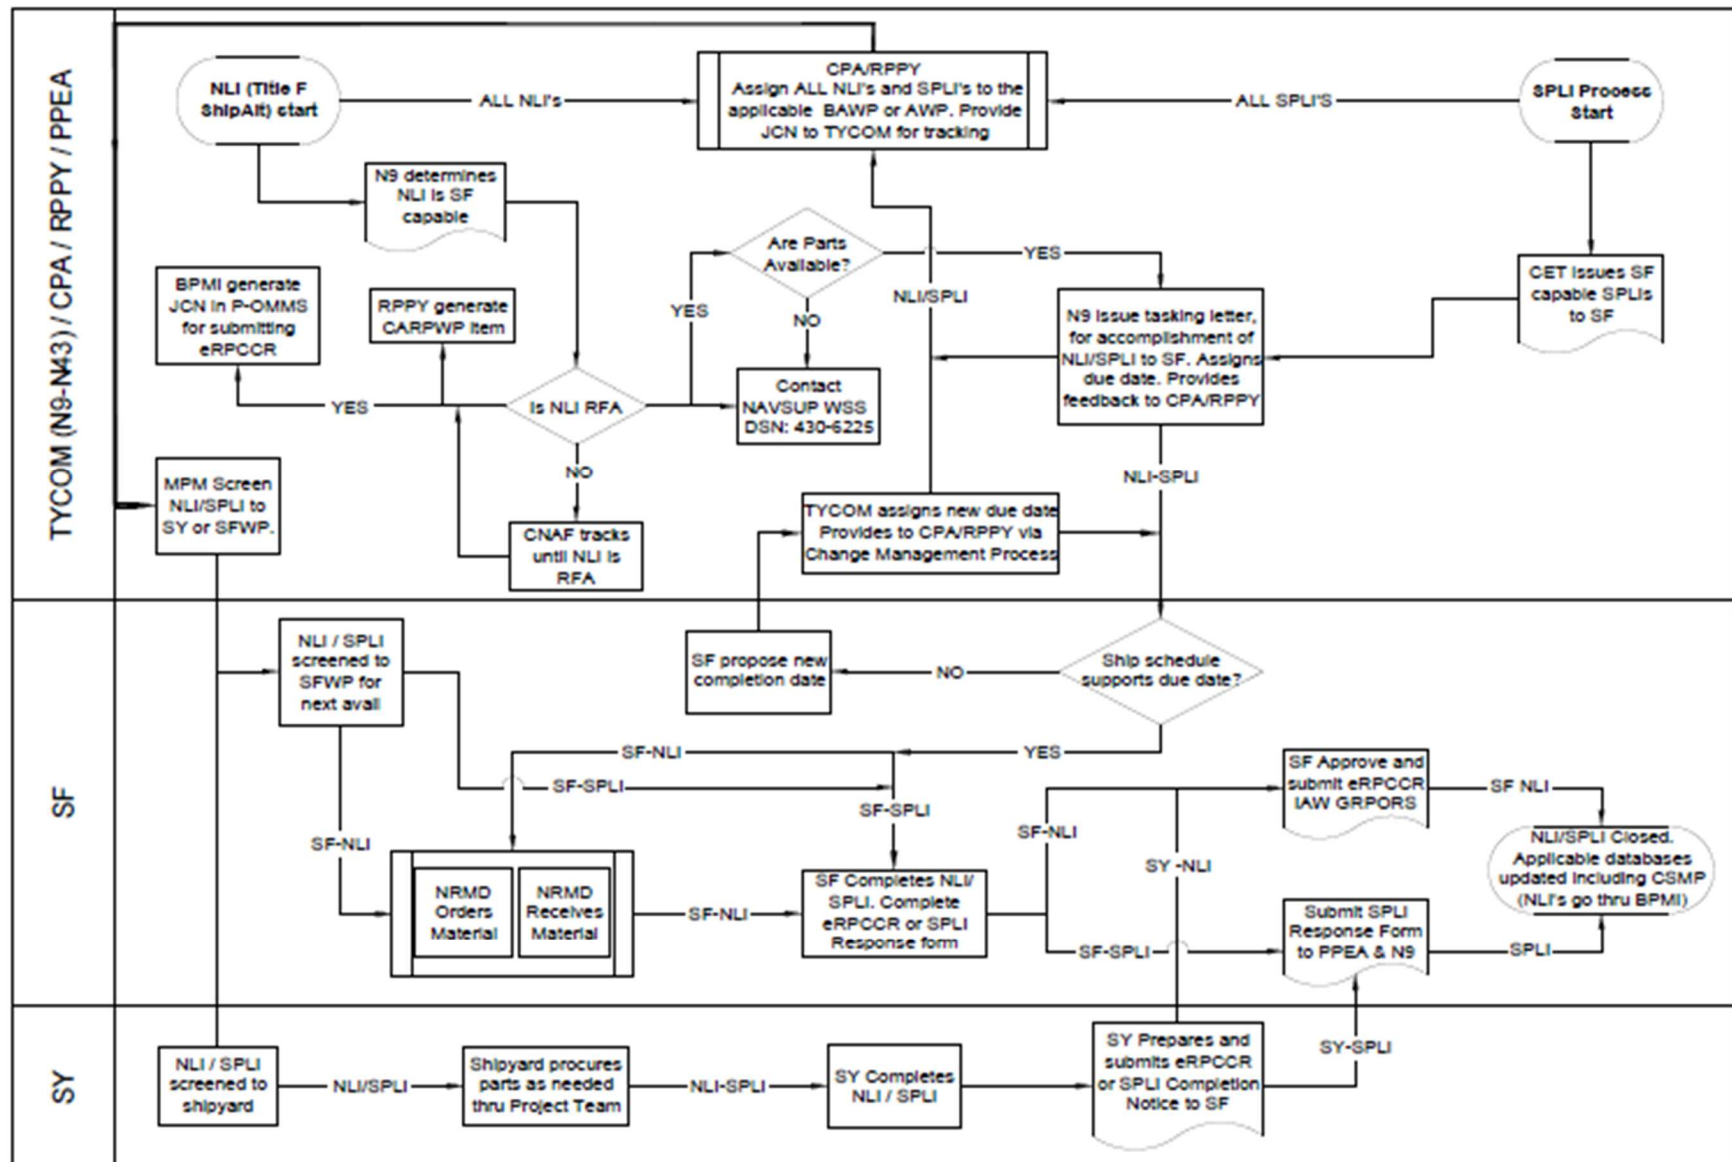 TYCOM (N9-N43) / CPA / RPPY / PPEA
NLI (Title F
ShipAlt) start
ALL NLI's
CPA/RPPY
Assign ALL NLI's and SPLI's to the
applicable BAWP or AWP. Provide
JCN to TYCOM for tracking
ALL SPLI'S
SPLI Process
Start
N9 determines
NLI is SF
capable
Are Parts
Available?
YES
NO
YES
NLI/SPLI
CET issues SF
capable SPLIs
to SF
BPMI generate
JCN in P-OMMS
for submitting
eRPCCR
RPPY generate
CARPWP item
N9 issue tasking letter,
for accomplishment of
NLI/SPLI to SF. Assigns
due date. Provides
feedback to CPA/RPPY
YES
Is NLI RFA
Contact
NAVSUP WSS
DSN: 430-6225
NO
NLI-SPLI
MPM Screen
NLI/SPLI to
SY or SFWP.
CNAF tracks
until NLI is
RFA
TYCOM assigns new due date
Provides to CPA/RPPY via
Change Management Process
SF
NLI / SPLI
screened to
SFWP for
next avail
SF propose new
completion date
NO
Ship schedule
supports due date?
SF-NLI
YES
SF-SPLI
SF-SPLI
SF-NLI
SF Approve and
submit eRPCCR
IAW GRPORS
SF NLI
SF-NLI
SY -NLI
NLI/SPLI Closed.
Applicable databases
updated including CSMP
(NLI's go thru BPMI)
NRMD
Orders
Material
NRMD
Receives
Material
SF-NLI
SF Completes NLI/
SPLI. Complete
eRPCCR or SPLI
Response form
SF-SPLI
Submit SPLI
Response Form
to PPEA & N9
SPLI
SY
NLI / SPLI
screened to
shipyard
NLI/SPLI
Shipyard procures
parts as needed
thru Project Team
NLI-SPLI
SY Completes
NLI / SPLI
SY Prepares and
submits eRPCCR
or SPLI Completion
Notice to SF
SY-SPLI